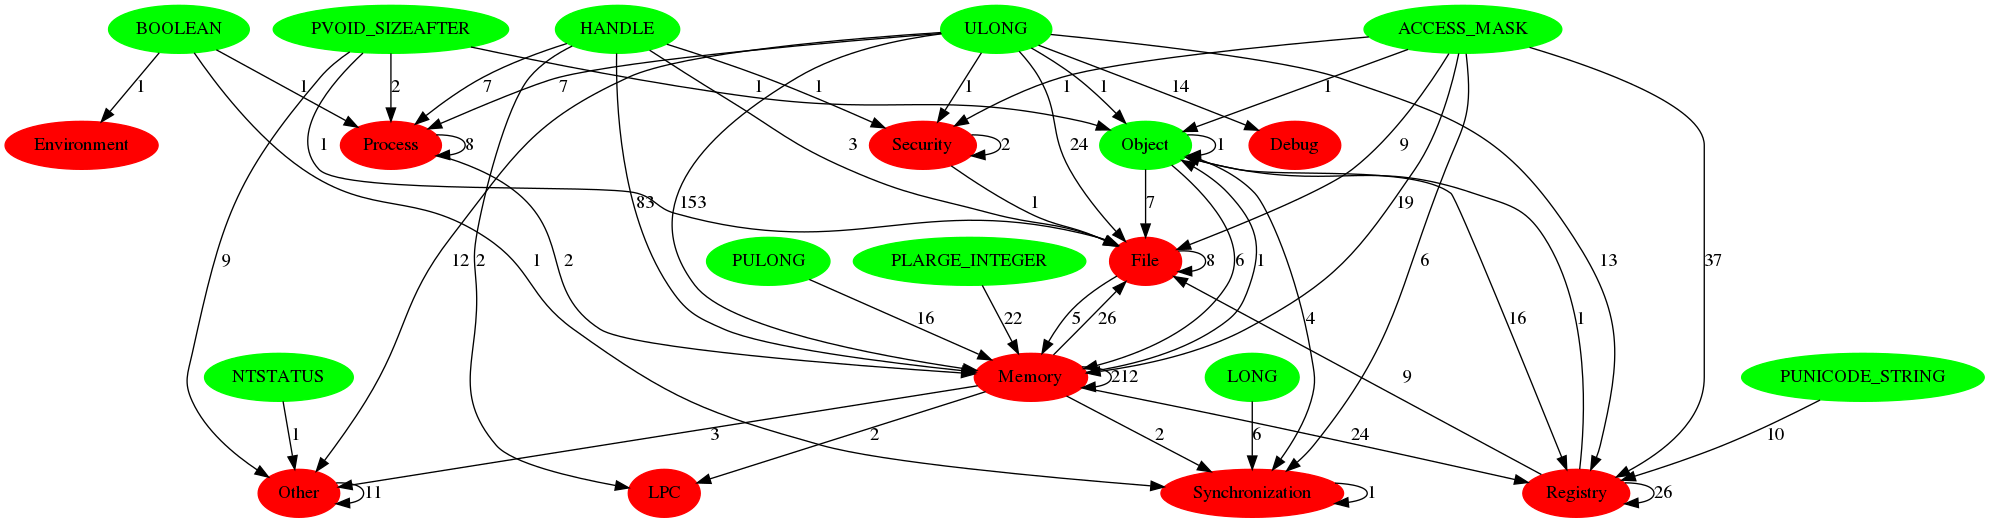 BOOLEAN PVOID_SIZEAFTER HANDLE ULONG ACCESS_MASK
1 1 2 7 7 1 1 1 1 1 14 1
Environment Process Security Object Debug
1 8 3 2 24 1 9
9 12 2 1 2 83 153 1 7 19
PULONG PLARGE_INTEGER File
8 6 1 6 13 37
16 22 5 26 4 16 1
NTSTATUS Memory LONG PUNICODE_STRING
212 9
1 3 2 2 6 24 10
Other LPC Synchronization Registry
11 1 26